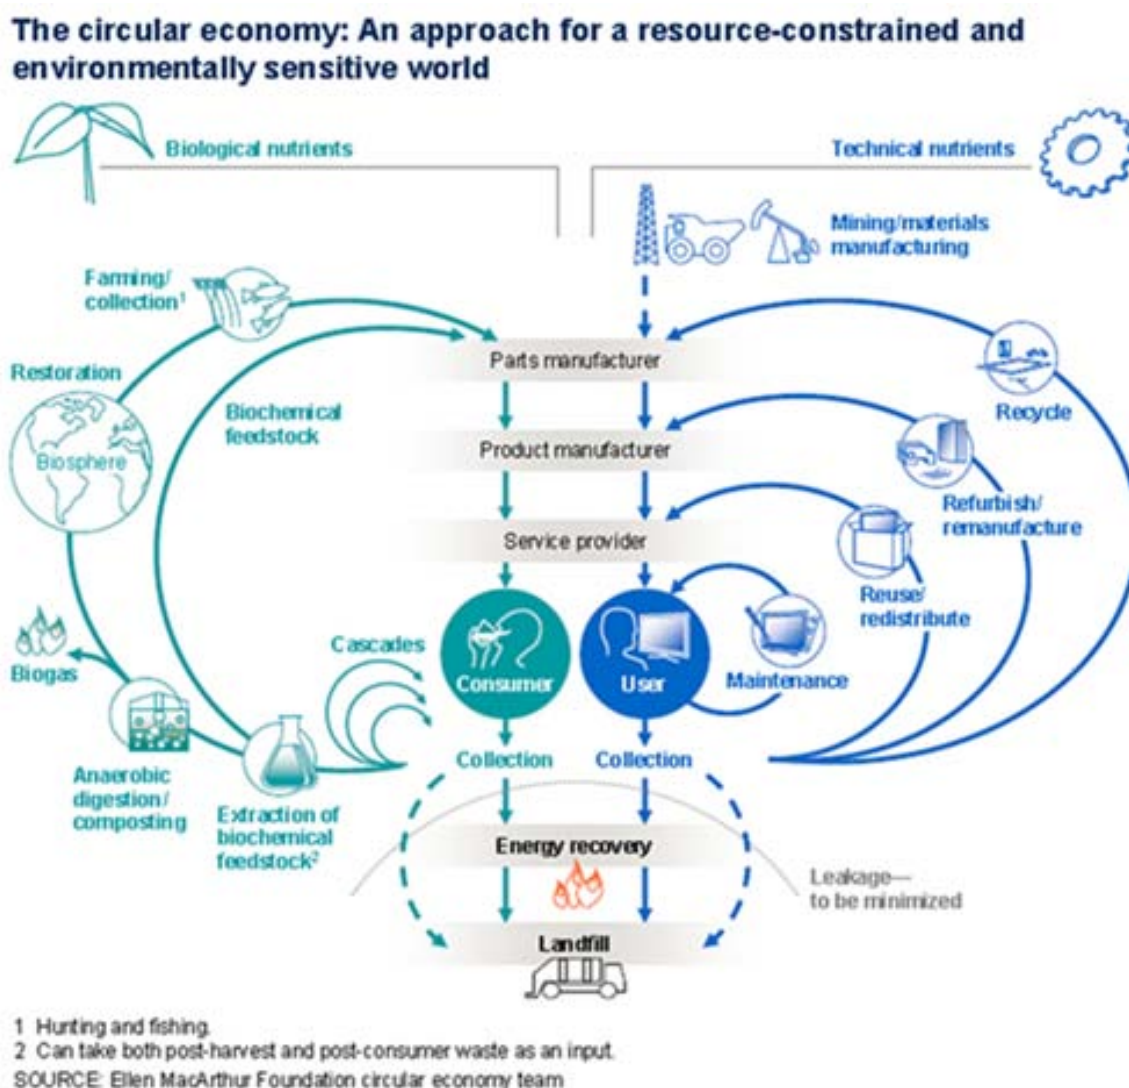 The circular economy: An approach for a resource-constrained and
environmentally sensitive world
Biological nutrients
Technical nutrients
Mining/materials
manufacturing
Farming/
collection¹
Parts manufacturer
Restoration
Biochemical
feedstock
Recycle
Biosphere
Product manufacturer
Refurbish/
remanufacture
Service provider
Reuse/
redistribute
Cascades
Biogas
Consumer
User
Maintenance
Collection
Collection
Anaerobic
digestion/
composting
Extraction of
biochemical
feedstock²
Energy recovery
Leakage—
to be minimized
Landfill
1 Hunting and fishing.
2 Can take both post-harvest and post-consumer waste as an input.
SOURCE: Ellen MacArthur Foundation circular economy team